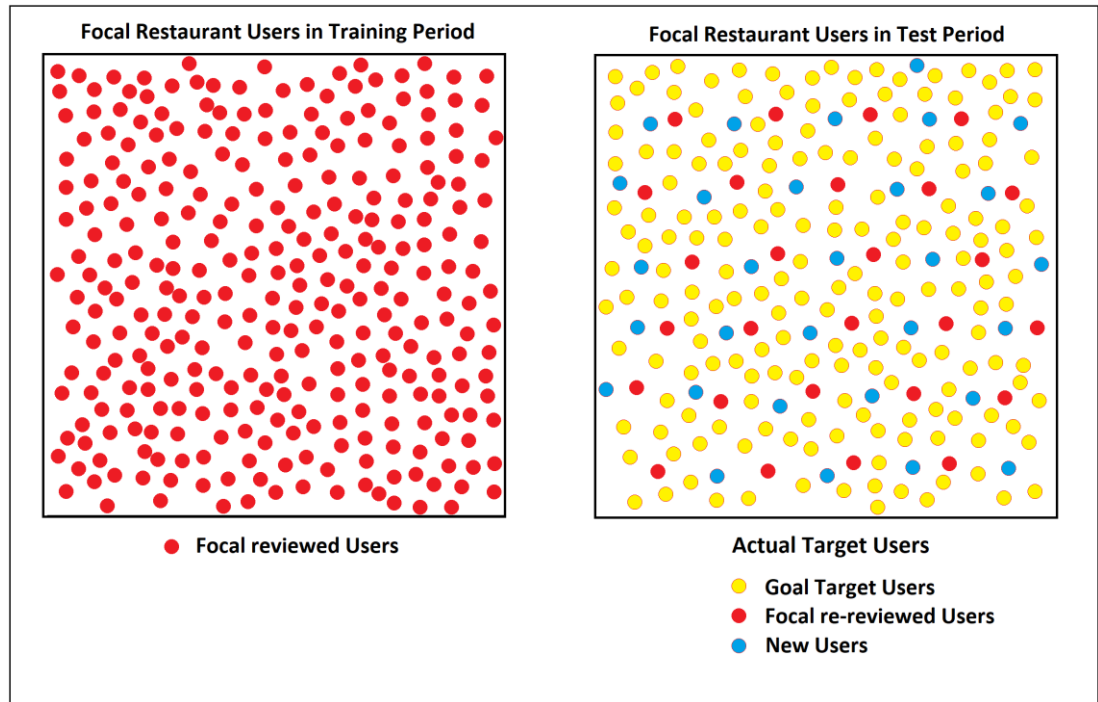 Focal Restaurant Users in Training Period
Focal Restaurant Users in Test Period
Focal reviewed Users
Actual Target Users
Goal Target Users
Focal re-reviewed Users
New Users